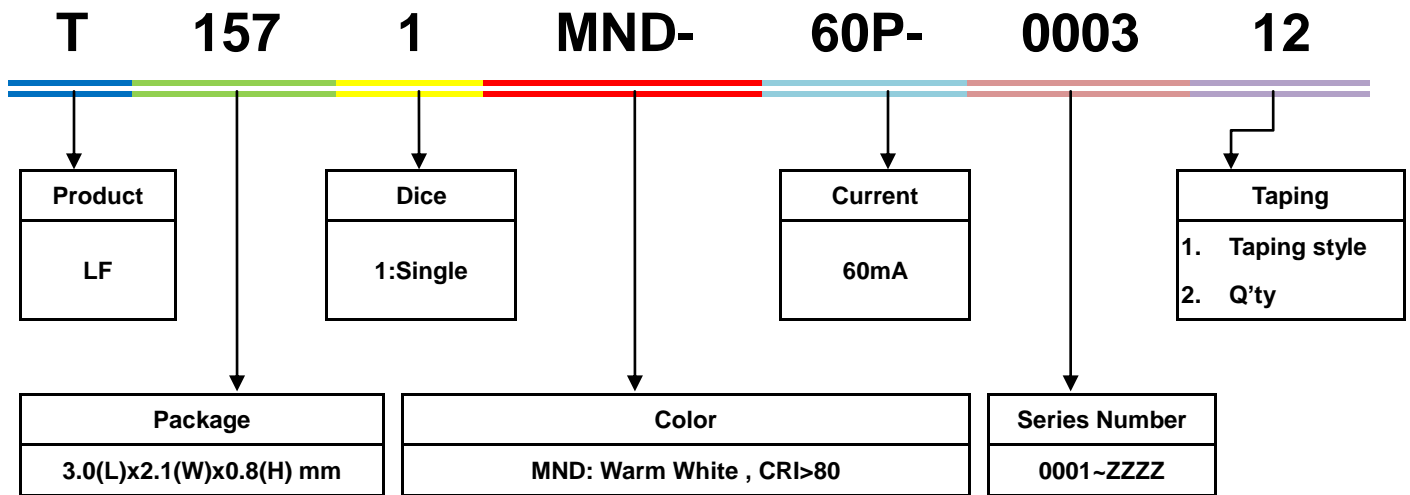 T 157 1 MND- 60P- 0003 12
Product
LF
Dice
1:Single
Current
60mA
Taping
1. Taping style
2. Q’ty
Package
3.0(L)x2.1(W)x0.8(H) mm
Color
MND: Warm White , CRI>80
Series Number
0001~ZZZZ